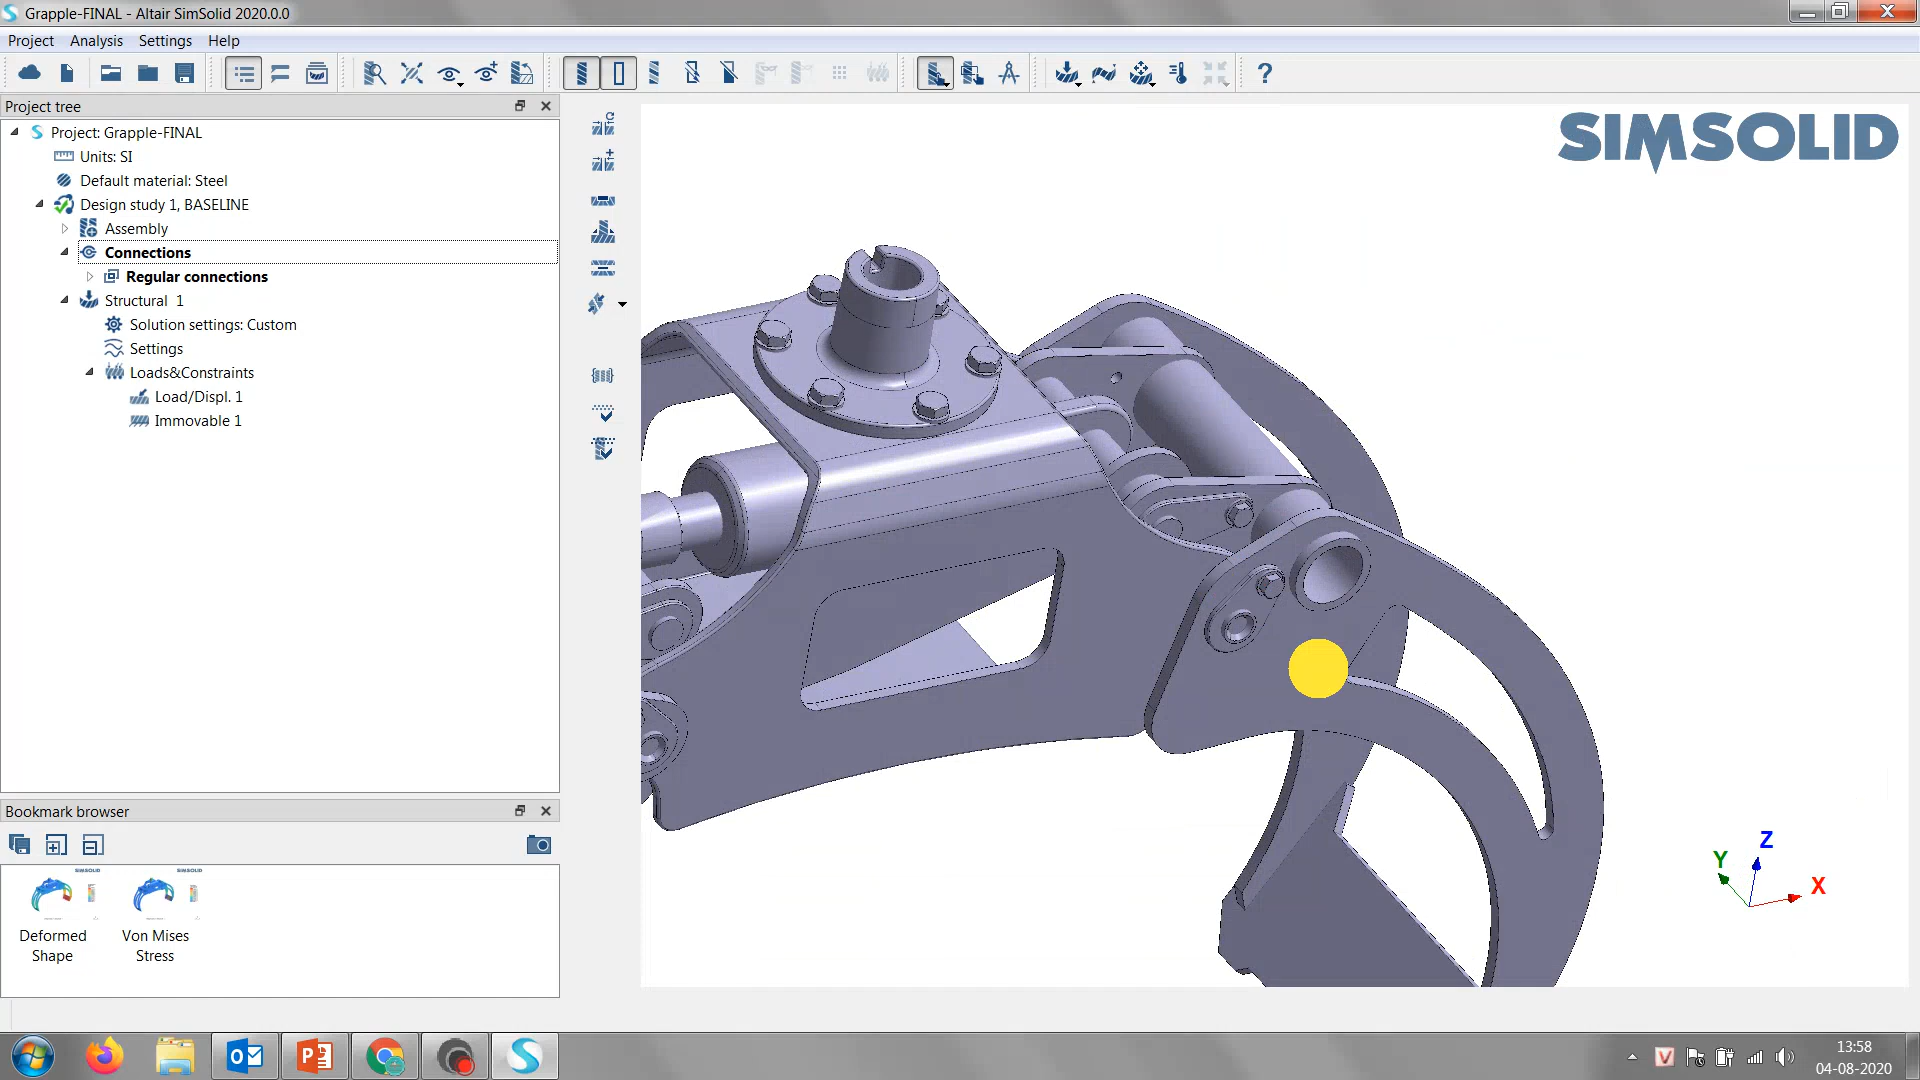 Grapple-FINAL - Altair SimSolid 2020.0.0
Project Analysis Settings Help
Project tree
Project: Grapple-FINAL
Units: SI
Default material: Steel
Design study 1, BASELINE
Assembly
Connections
Regular connections
Structural 1
Solution settings: Custom
Settings
Loads&Constraints
Load/Displ. 1
Immovable 1
SIMSOLID
Z
Y
X
Bookmark browser
SIMSOLID SIMSOLID
Deformed Shape
Von Mises Stress
13:58
04-08-2020